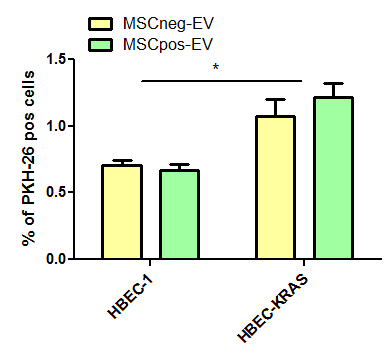 MSCneg-EV
MSCpos-EV
*
% of PKH-26 pos cells
1.5
1.0
0.5
0.0
HBEC-1
HBEC-KRAS